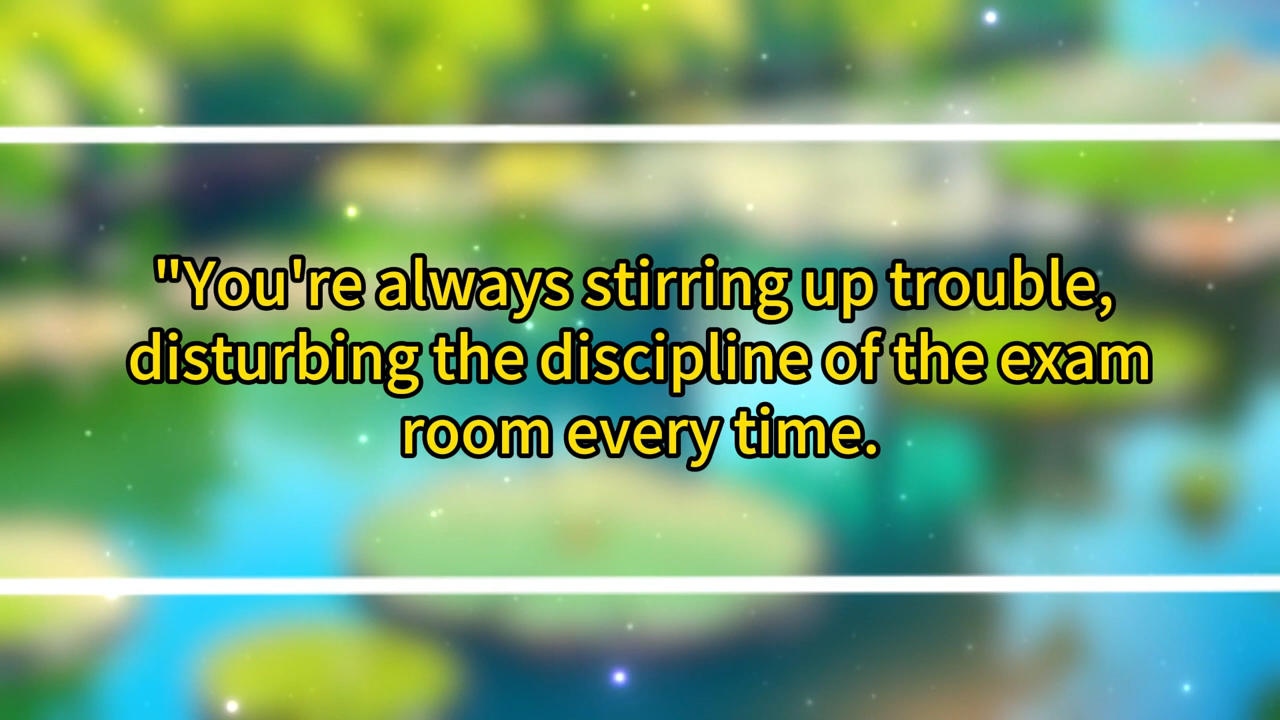 "You're always stirring up trouble,
disturbing the discipline of the exam
room every time.